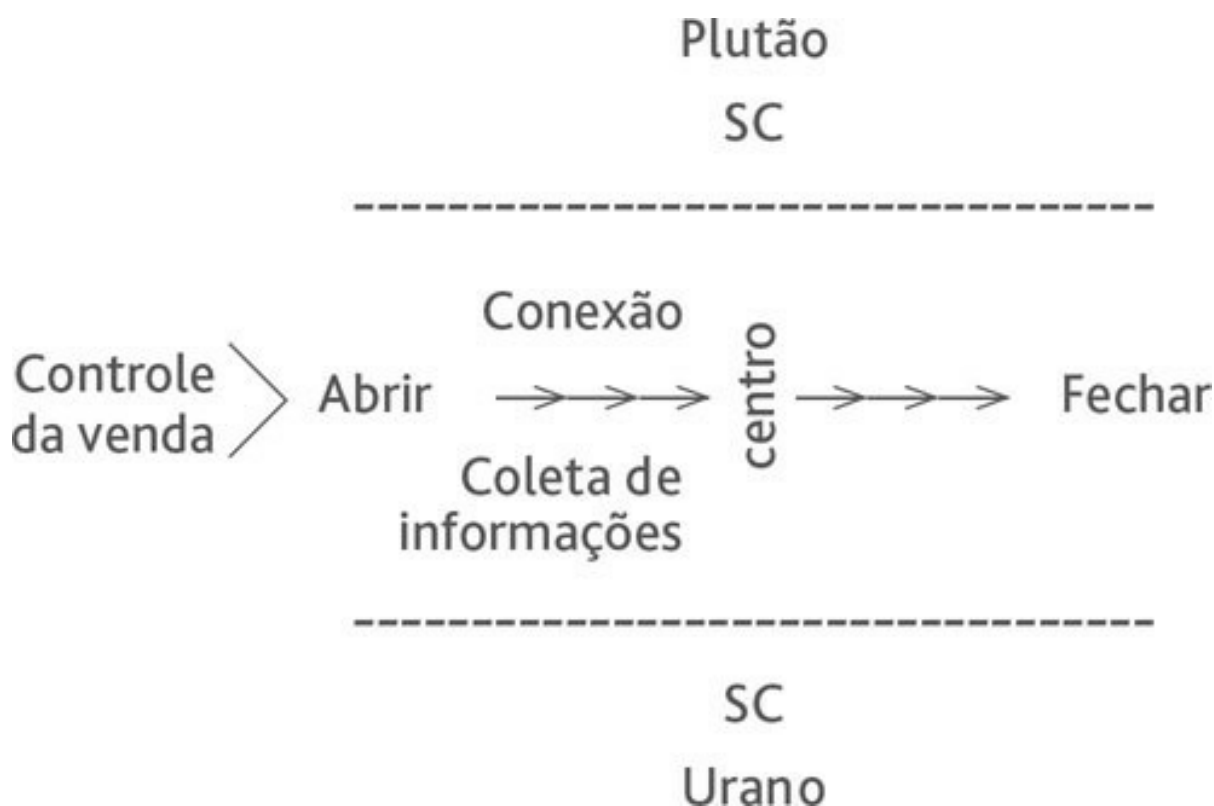 Plutão
SC
Controle
da venda
Abrir
Conexão
Coleta de
informações
centro
Fechar
SC
Urano